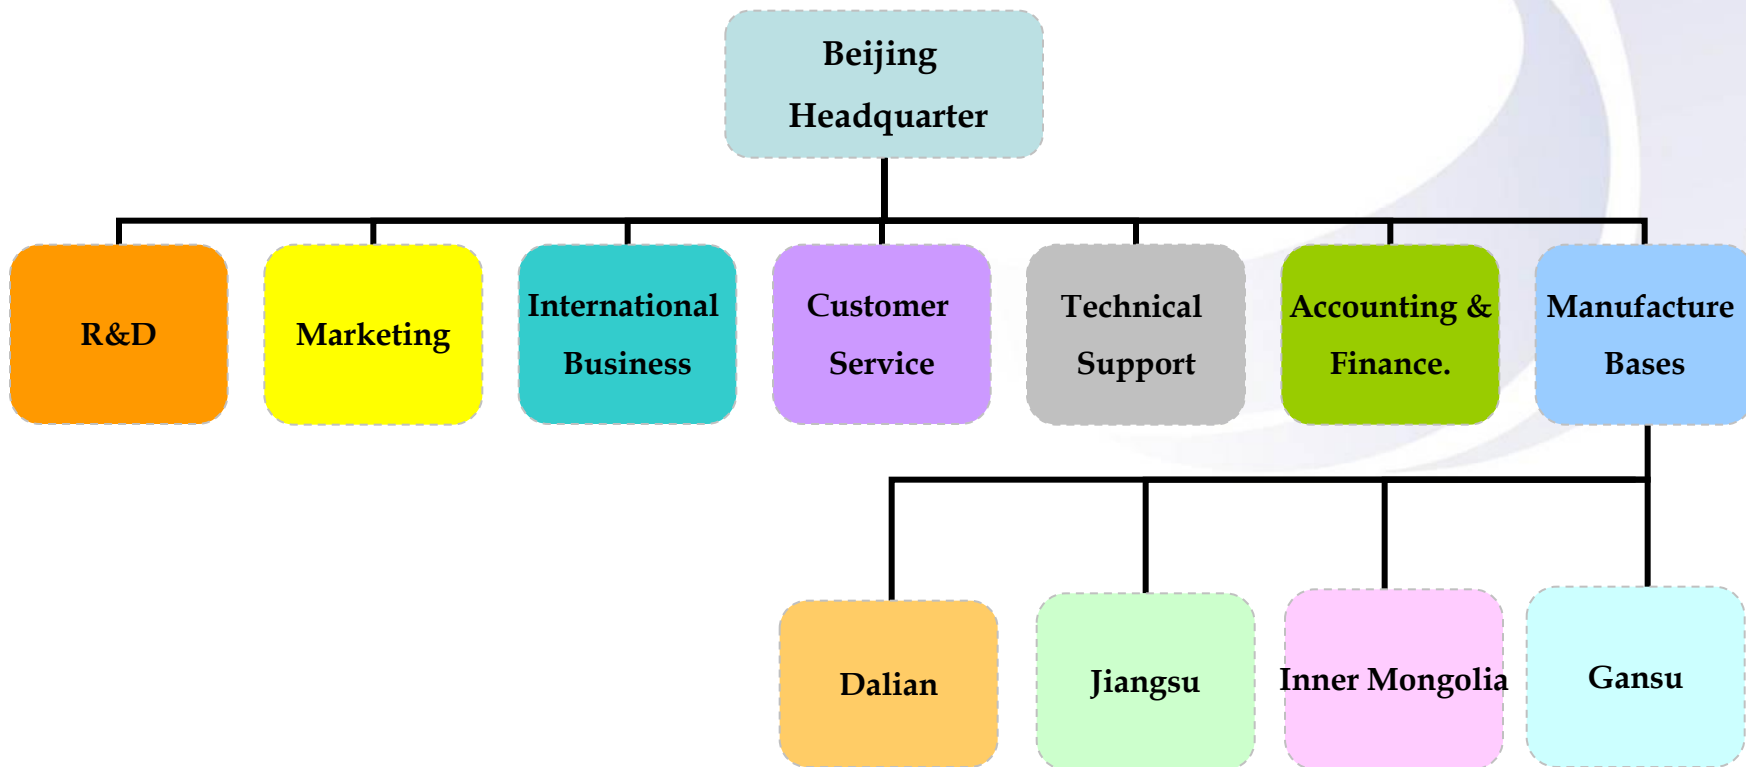 Beijing
Headquarter
R&D
Marketing
International
Business
Customer
Service
Technical
Support
Accounting &
Finance.
Manufacture
Bases
Dalian
Jiangsu
Inner Mongolia
Gansu